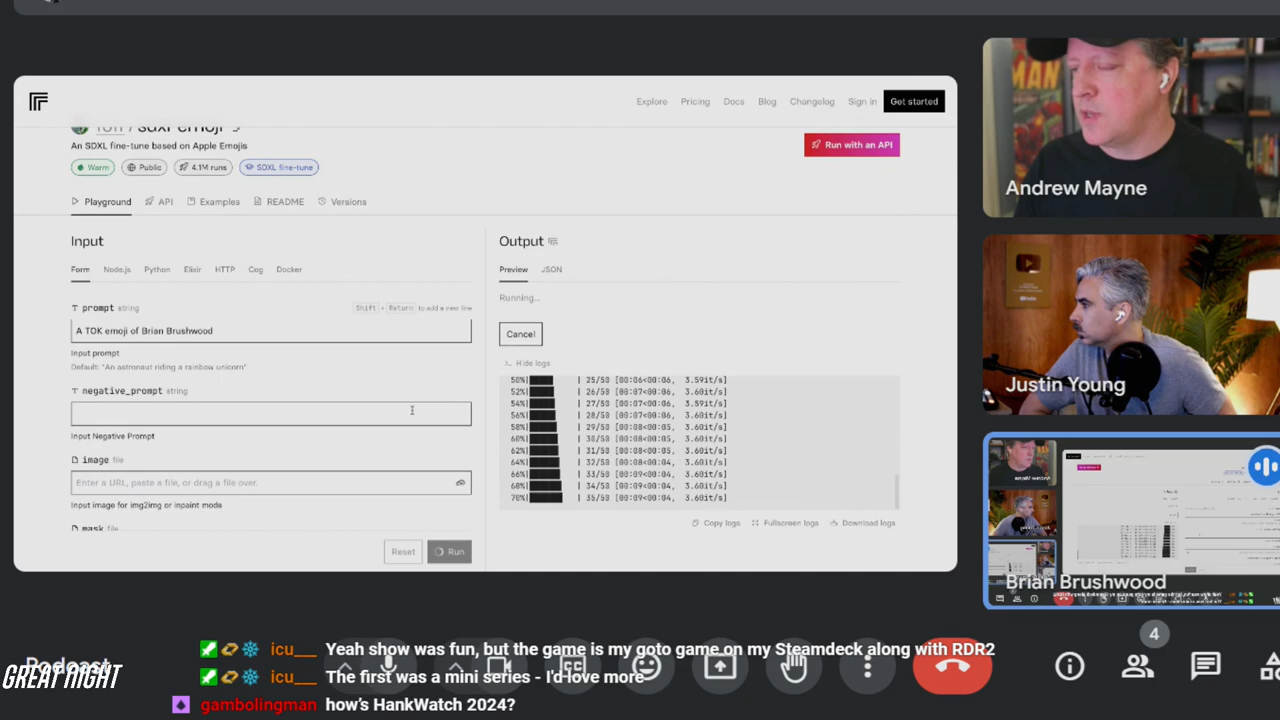 Explore Pricing Docs Blog Changelog Sign in Get started
fofr / sdxl-emoji
An SDXL fine-tune based on Apple Emojis
Run with an API
Warm Public 4.1M runs SDXL fine-tune
Playground API Examples README Versions
Input
Form Node.js Python Elixir HTTP Cog Docker
prompt string
Shift + Return to add a new line
A TOK emoji of Brian Brushwood
Input prompt
Default: "An astronaut riding a rainbow unicorn"
negative_prompt string
Input Negative Prompt
image file
Enter a URL, paste a file, or drag a file over.
Input image for img2img or inpaint mode
mask file
Reset Run
Output
Preview JSON
Running...
Cancel
Hide logs
50%| | 25/50 [00:06<00:06, 3.59it/s]
52%| | 26/50 [00:07<00:06, 3.60it/s]
54%| | 27/50 [00:07<00:06, 3.59it/s]
56%| | 28/50 [00:07<00:06, 3.60it/s]
58%| | 29/50 [00:08<00:05, 3.60it/s]
60%| | 30/50 [00:08<00:05, 3.60it/s]
62%| | 31/50 [00:08<00:05, 3.60it/s]
64%| | 32/50 [00:08<00:04, 3.60it/s]
66%| | 33/50 [00:09<00:04, 3.60it/s]
68%| | 34/50 [00:09<00:04, 3.60it/s]
70%| | 35/50 [00:09<00:04, 3.60it/s]
Copy logs Fullscreen logs Download logs
MAN
Andrew Mayne
Justin Young
Brian Brushwood
4
Podcast
GREAT NIGHT
icu___ Yeah show was fun, but the game is my goto game on my Steamdeck along with RDR2
icu___ The first was a mini series - I'd love more
gambolingman how's HankWatch 2024?